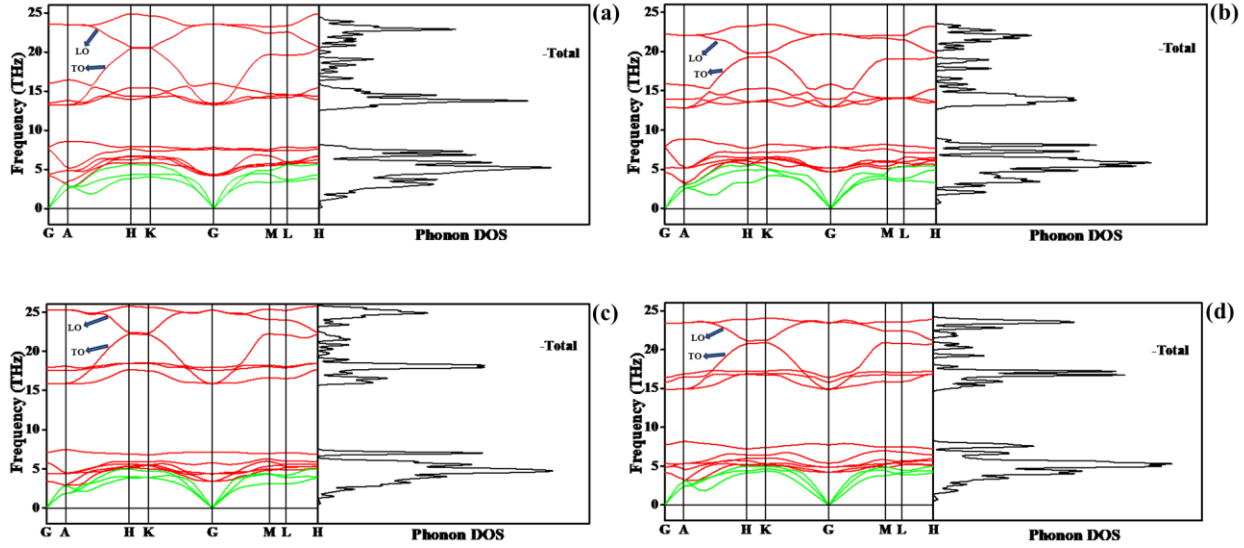 (a)
25
20
15
10
5
0
Frequency (THz)
LO
TO
-Total
G A H K G M L H
Phonon DOS
(b)
25
20
15
10
5
0
Frequency (THz)
LO
TO
-Total
G A H K G M L H
Phonon DOS
(c)
25
20
15
10
5
0
Frequency (THz)
LO
TO
-Total
G A H K G M L H
Phonon DOS
(d)
25
20
15
10
5
0
Frequency (THz)
LO
TO
-Total
G A H K G M L H
Phonon DOS